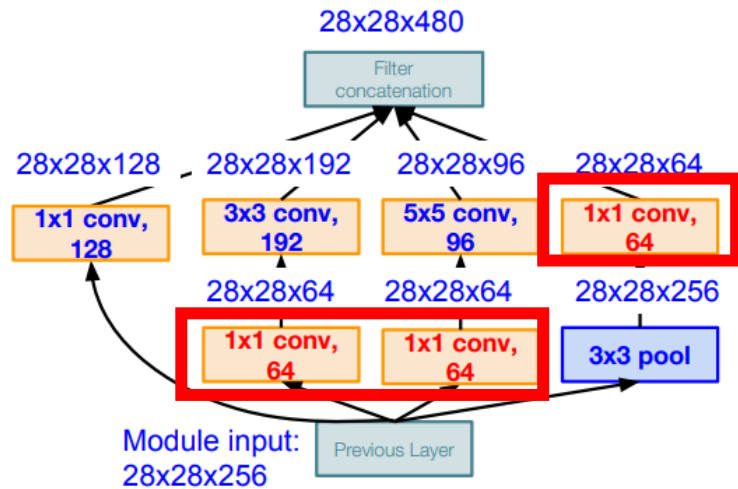 28x28x480
Filter
concatenation
28x28x128
28x28x192
28x28x96
28x28x64
1x1 conv,
128
3x3 conv,
192
5x5 conv,
96
1x1 conv,
64
28x28x64
28x28x64
28x28x256
1x1 conv,
64
1x1 conv,
64
3x3 pool
Module input:
28x28x256
Previous Layer